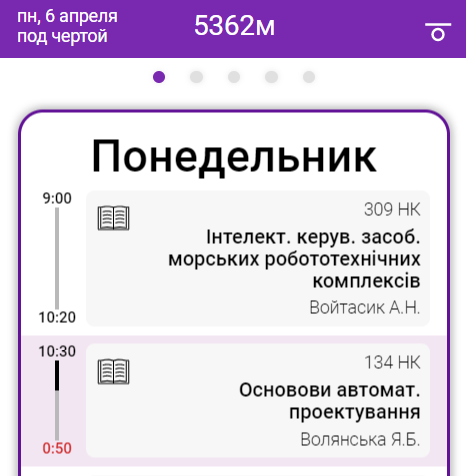 пн, 6 апреля
под чертой
5362м
Понедельник
9:00
309 НК
Інтелект. керув. засоб.
морських робототехнічних
комплексів
Войтасик А.Н.
10:20
10:30
134 НК
Основови автомат.
проектування
Волянська Я.Б.
0:50